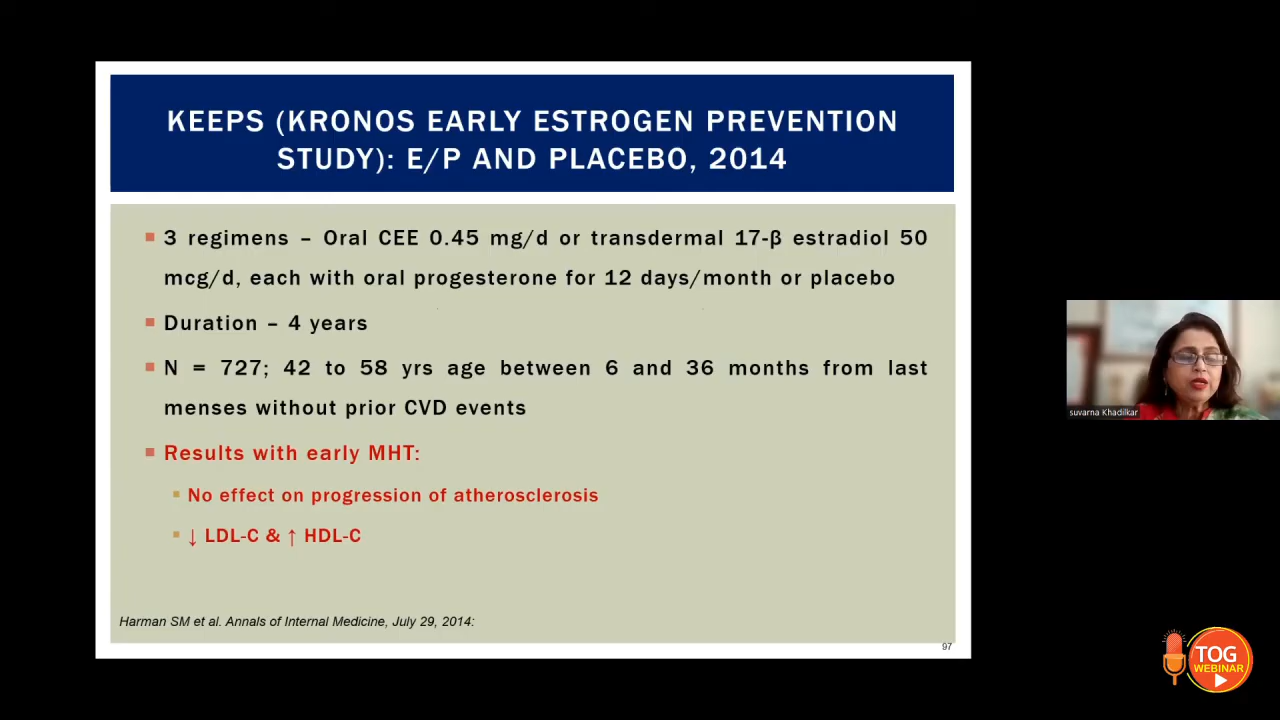 KEEPS (KRONOS EARLY ESTROGEN PREVENTION
STUDY): E/P AND PLACEBO, 2014
3 regimens – Oral CEE 0.45 mg/d or transdermal 17-β estradiol 50
mcg/d, each with oral progesterone for 12 days/month or placebo
Duration – 4 years
N = 727; 42 to 58 yrs age between 6 and 36 months from last
menses without prior CVD events
Results with early MHT:
No effect on progression of atherosclerosis
↓ LDL-C & ↑ HDL-C
Harman SM et al. Annals of Internal Medicine, July 29, 2014:
97
suvarna Khadilkar
TOG
WEBINAR